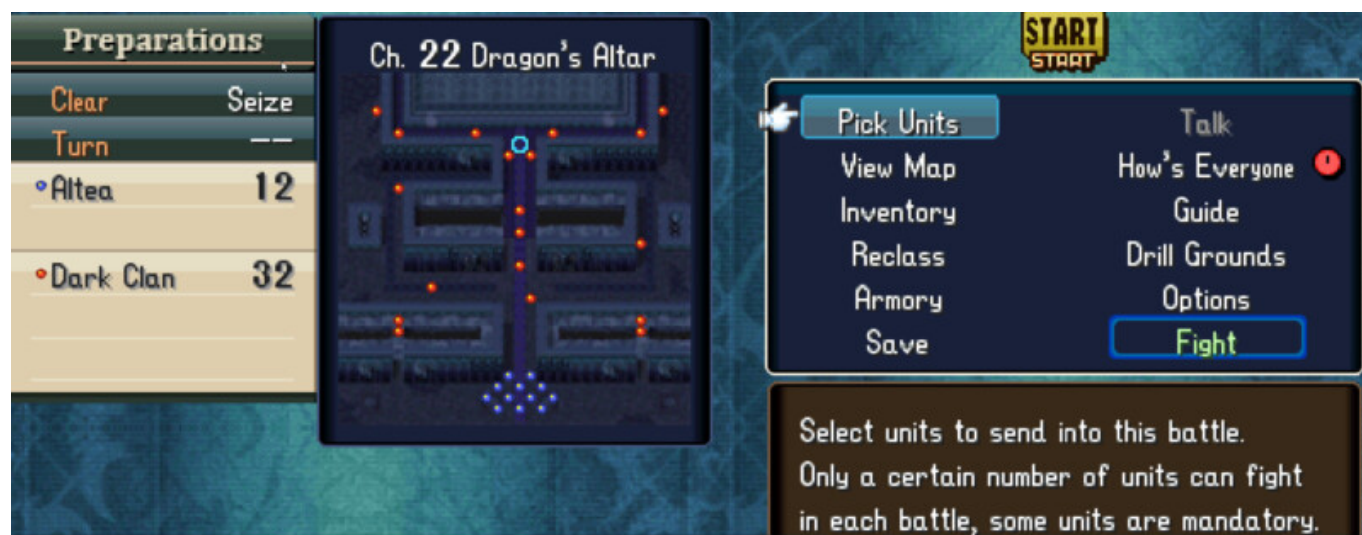 Preparations
Clear Seize
Turn --
Altea 12
Dark Clan 32
Ch. 22 Dragon's Altar
START
START
Pick Units Talk
View Map How's Everyone
Inventory Guide
Reclass Drill Grounds
Armory Options
Save Fight
Select units to send into this battle.
Only a certain number of units can fight
in each battle, some units are mandatory.